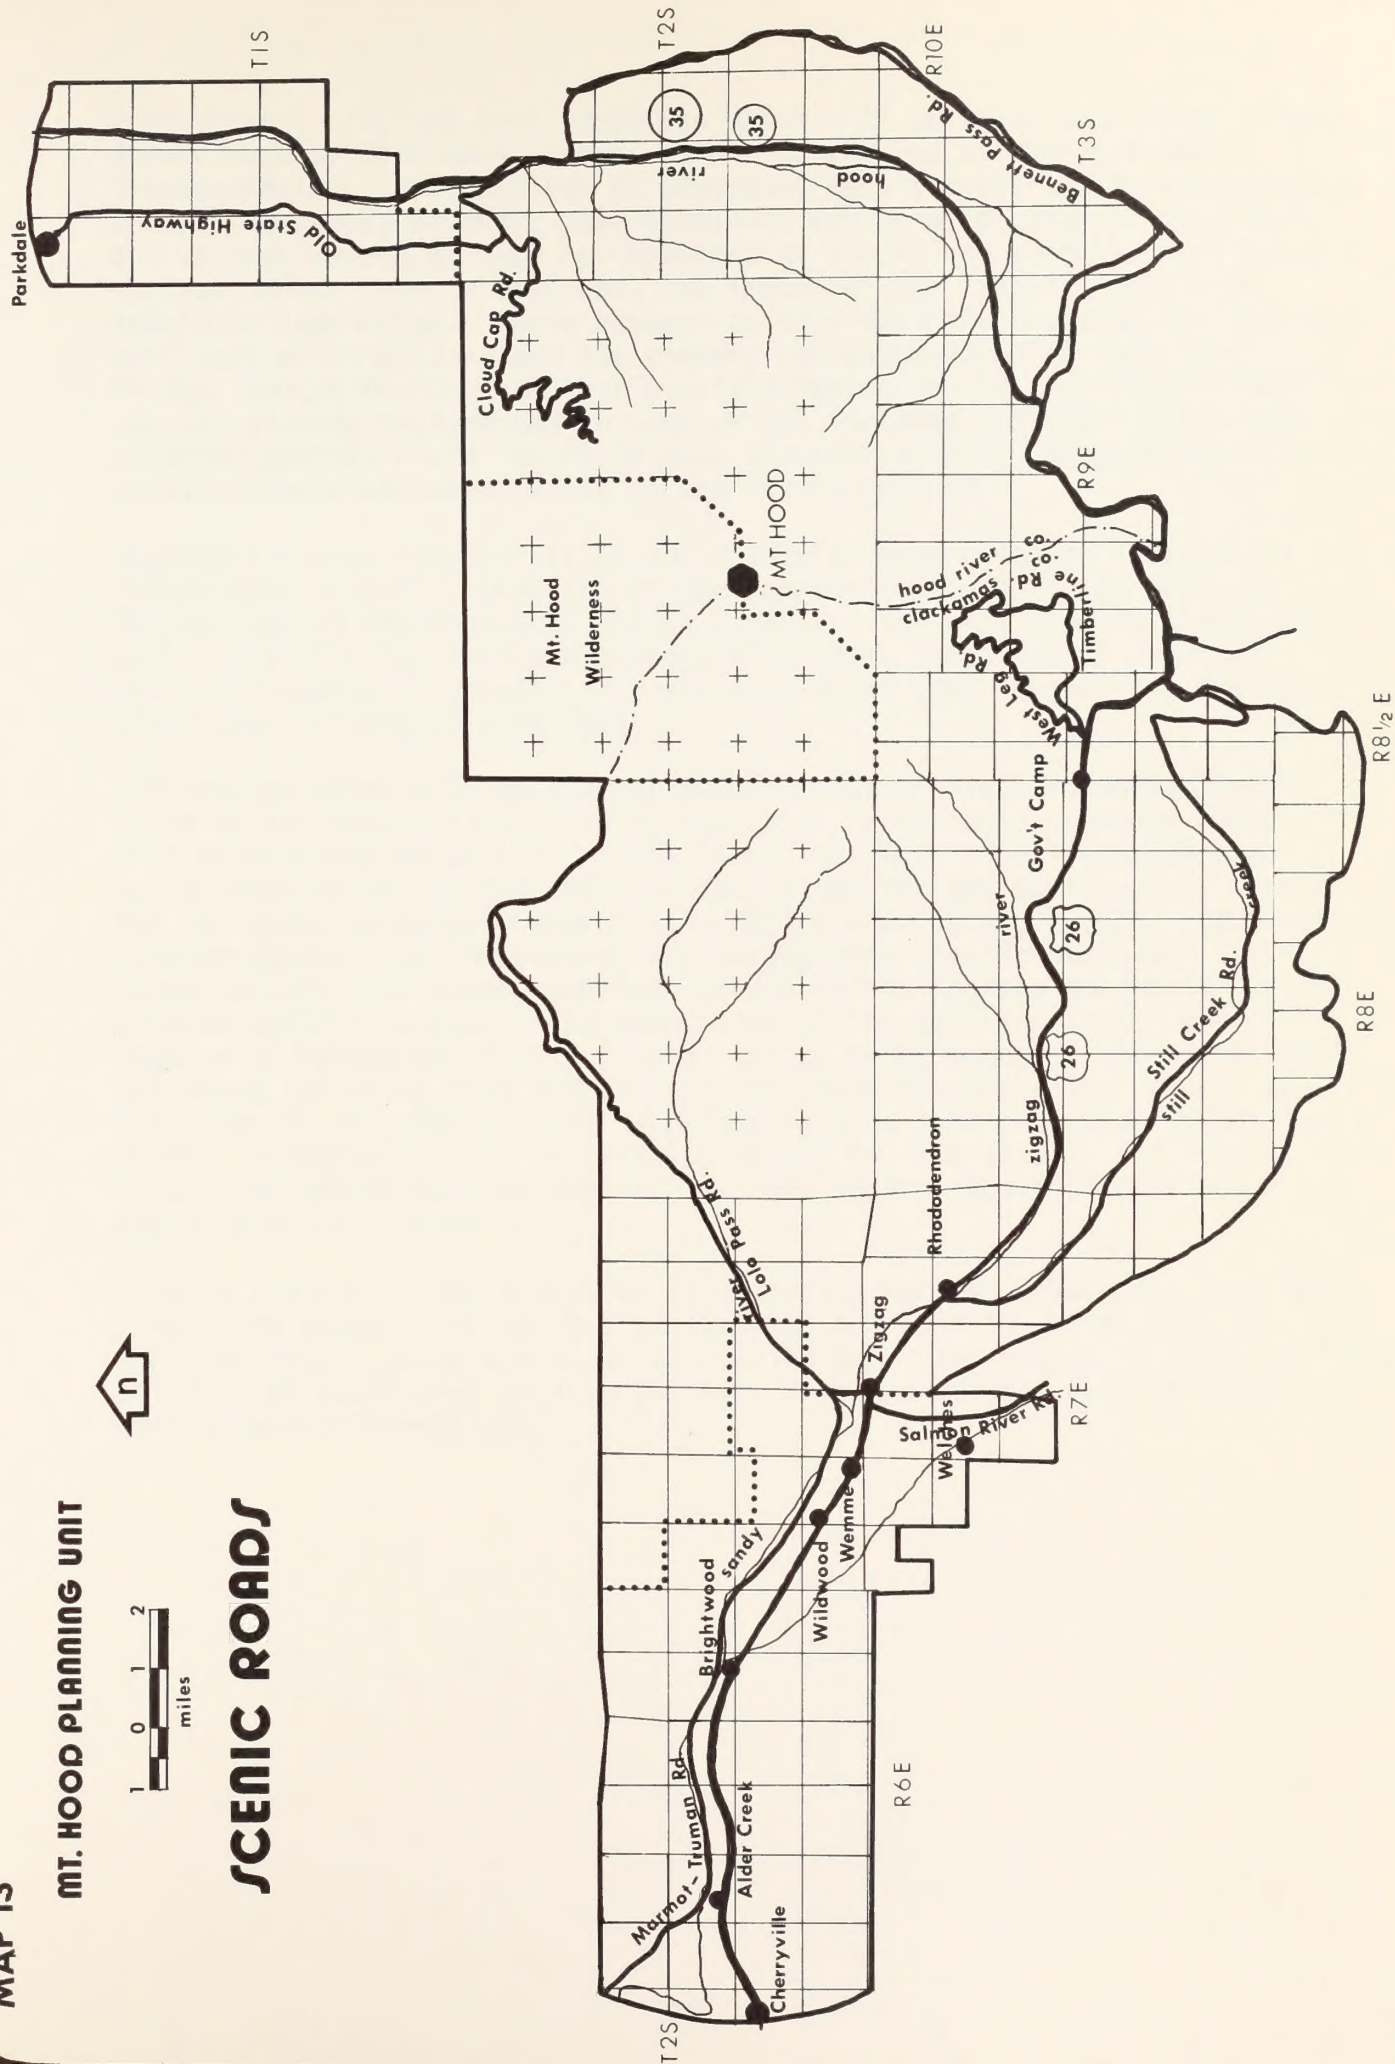 MAP 13
MT. HOOD PLANNING UNIT
1 0 1 2
miles
SCENIC ROADS
n
Parkdale
T1S
Old State Highway
Cloud Cap Rd.
T2S
35
35
river
hood
R10E
Bennett Pass Rd.
T3S
Mt. Hood
Wilderness
MT HOOD
R9E
hood river co.
clackamas co.
Timberline Rd.
West Leg Rd.
Gov't Camp
R8½E
river
26
26
zigzag
Still Creek Rd.
still
creek
R8E
Rhododendron
Lolo Pass Rd.
river
Zigzag
Salmon River Rd.
Welches
R7E
Wemme
Wildwood
sandy
Brightwood
Marmot-Truman Rd.
Alder Creek
Cherryville
R6E
T2S